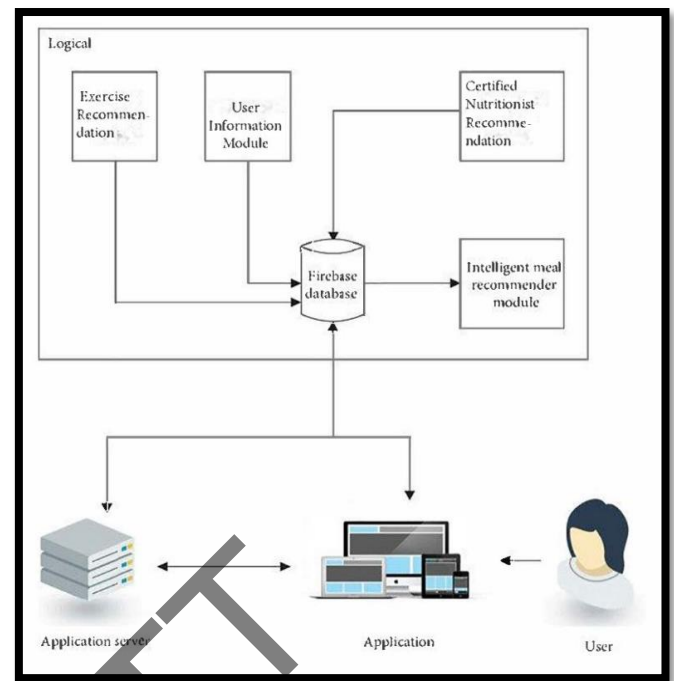 Logical
Exercise
Recommen-
dation
User
Information
Module
Certified
Nutritionist
Recomme-
ndation
Firebase
database
Intelligent meal
recommender
module
Application server
Application
User